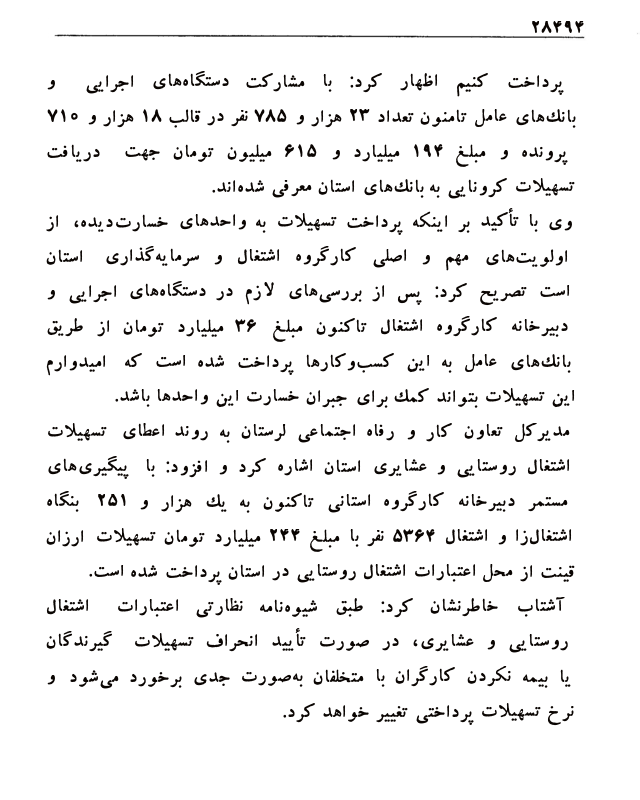 ۲۸۴۹۴
پرداخت کنیم اظهار کرد: با مشارکت دستگاه‌های اجرایی و
بانك‌های عامل تامنون تعداد ۲۳ هزار و ۷۸۵ نفر در قالب ۱۸ هزار و ۷۱۰
پرونده و مبلغ ۱۹۴ میلیارد و ۶۱۵ میلیون تومان جهت دریافت
تسهیلات کرونایی به بانك‌های استان معرفی شده‌اند.
وی با تأکید بر اینکه پرداخت تسهیلات به واحدهای خسارت‌دیده، از
اولویت‌های مهم و اصلی کارگروه اشتغال و سرمایه‌گذاری استان
است تصریح کرد: پس از بررسی‌های لازم در دستگاه‌های اجرایی و
دبیرخانه کارگروه اشتغال تاکنون مبلغ ۳۶ میلیارد تومان از طریق
بانك‌های عامل به این کسب‌وکارها پرداخت شده است که امیدوارم
این تسهیلات بتواند کمك برای جبران خسارت این واحدها باشد.
مدیرکل تعاون کار و رفاه اجتماعی لرستان به روند اعطای تسهیلات
اشتغال روستایی و عشایری استان اشاره کرد و افزود: با پیگیری‌های
مستمر دبیرخانه کارگروه استانی تاکنون به یك هزار و ۲۵۱ بنگاه
اشتغال‌زا و اشتغال ۵۳۶۴ نفر با مبلغ ۲۴۴ میلیارد تومان تسهیلات ارزان
قینت از محل اعتبارات اشتغال روستایی در استان پرداخت شده است.
آشتاب خاطرنشان کرد: طبق شیوه‌نامه نظارتی اعتبارات اشتغال
روستایی و عشایری، در صورت تأیید انحراف تسهیلات گیرندگان
یا بیمه نکردن کارگران با متخلفان به‌صورت جدی برخورد می‌شود و
نرخ تسهیلات پرداختی تغییر خواهد کرد.